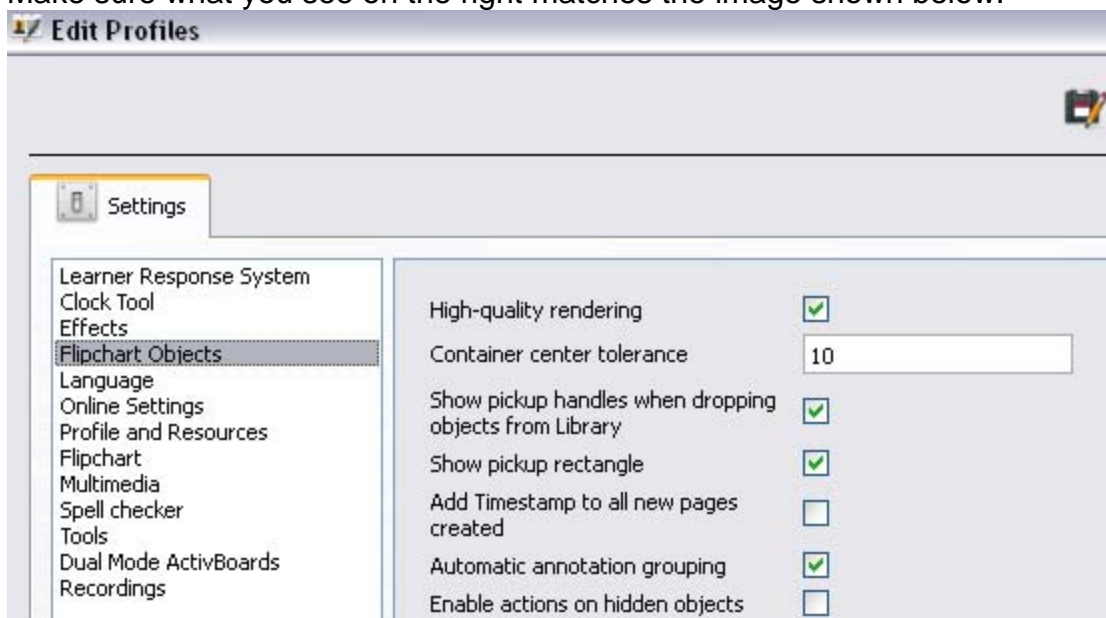 Make sure what you see on the right matches the image shown below.
Edit Profiles
Settings
Learner Response System
Clock Tool
Effects
Flipchart Objects
Language
Online Settings
Profile and Resources
Flipchart
Multimedia
Spell checker
Tools
Dual Mode ActivBoards
Recordings
High-quality rendering
Container center tolerance 10
Show pickup handles when dropping
objects from Library
Show pickup rectangle
Add Timestamp to all new pages
created
Automatic annotation grouping
Enable actions on hidden objects